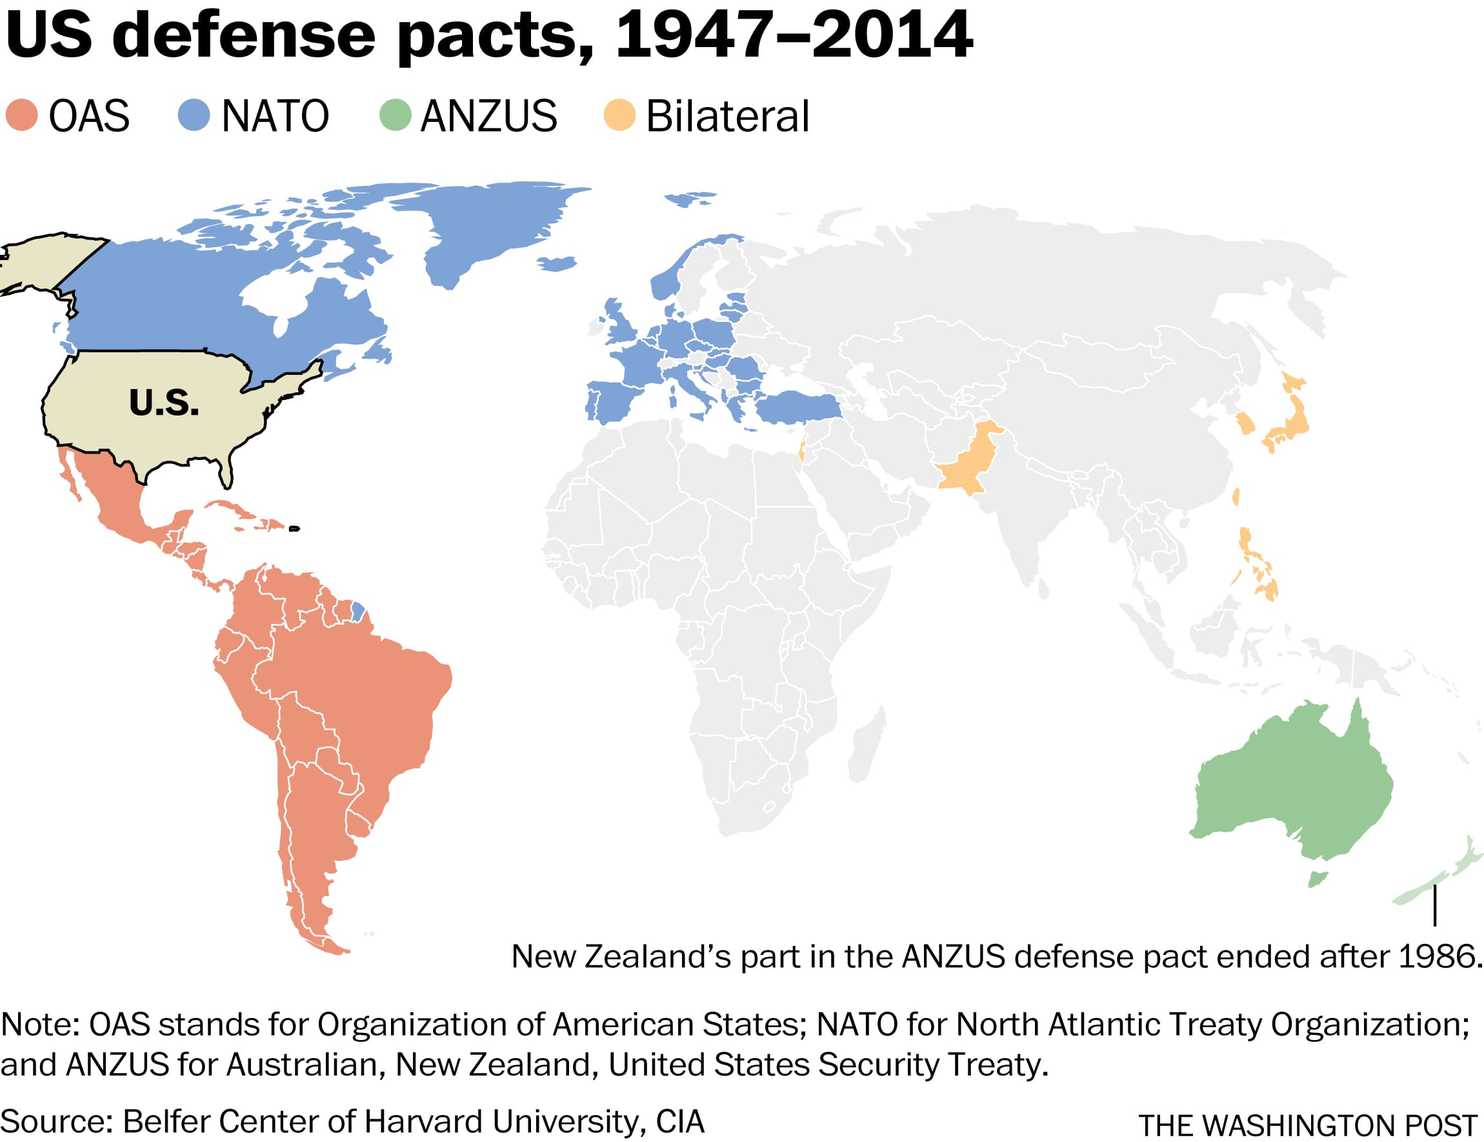 US defense pacts, 1947–2014
OAS NATO ANZUS Bilateral
U.S.
New Zealand’s part in the ANZUS defense pact ended after 1986.
Note: OAS stands for Organization of American States; NATO for North Atlantic Treaty Organization;
and ANZUS for Australian, New Zealand, United States Security Treaty.
Source: Belfer Center of Harvard University, CIA
THE WASHINGTON POST